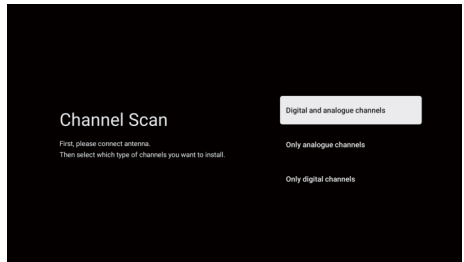 Channel Scan
First, please connect antenna.
Then select which type of channels you want to install.
Digital and analogue channels
Only analogue channels
Only digital channels